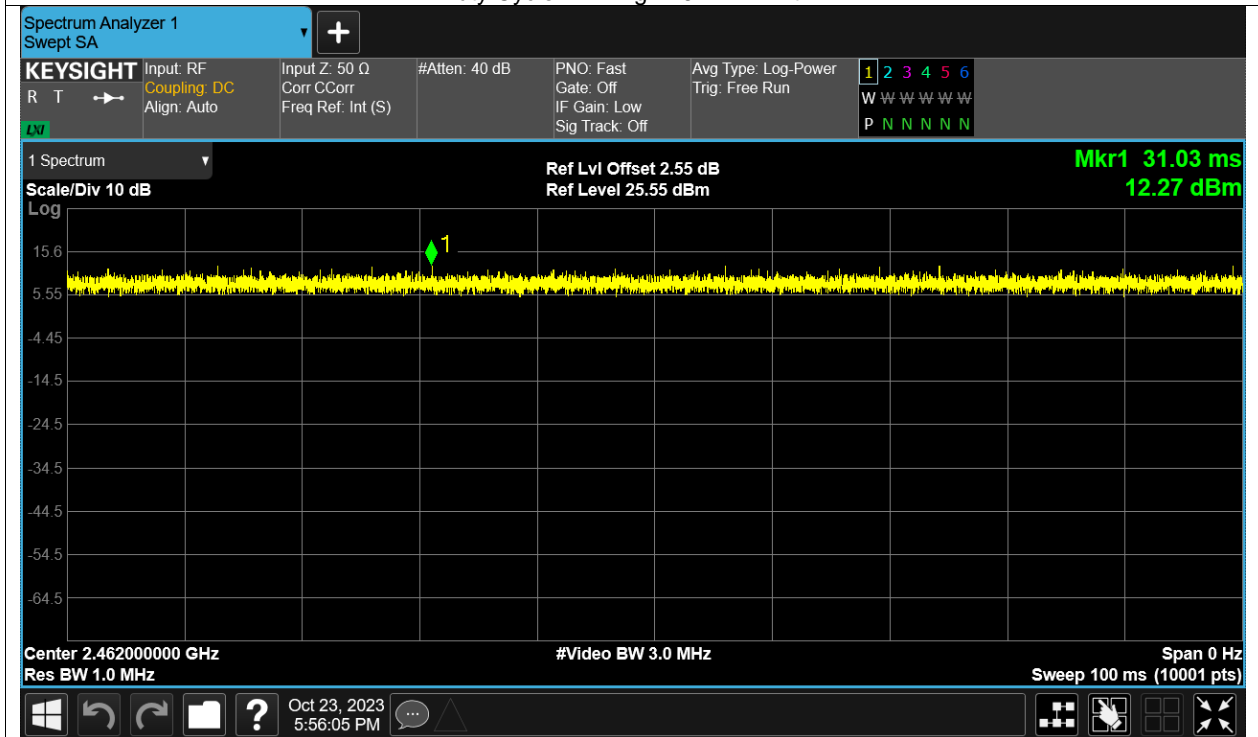 Spectrum Analyzer 1
Swept SA
KEYSIGHT
R T
LXI
Input: RF
Coupling: DC
Align: Auto
Input Z: 50 Ω
Corr CCorr
Freq Ref: Int (S)
#Atten: 40 dB
PNO: Fast
Gate: Off
IF Gain: Low
Sig Track: Off
Avg Type: Log-Power
Trig: Free Run
1 2 3 4 5 6
W W W W W W
P N N N N N
1 Spectrum
Scale/Div 10 dB
Log
Ref Lvl Offset 2.55 dB
Ref Level 25.55 dBm
Mkr1 31.03 ms
12.27 dBm
1
15.6
5.55
-4.45
-14.5
-24.5
-34.5
-44.5
-54.5
-64.5
Center 2.462000000 GHz
Res BW 1.0 MHz
#Video BW 3.0 MHz
Span 0 Hz
Sweep 100 ms (10001 pts)
?
Oct 23, 2023
5:56:05 PM